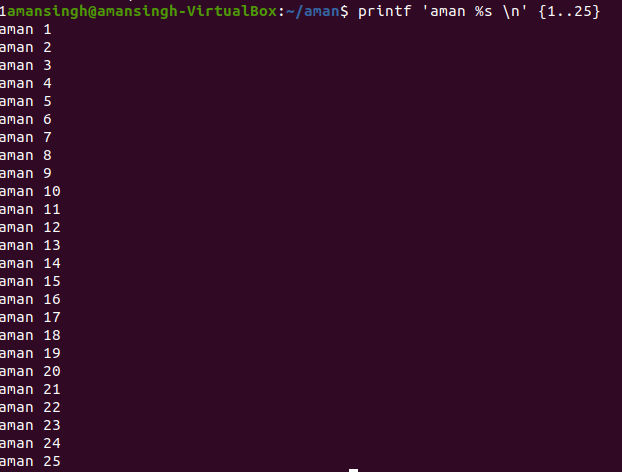 1amansingh@amansingh-VirtualBox:~/aman$ printf 'aman %s \n' {1..25}
aman 1
aman 2
aman 3
aman 4
aman 5
aman 6
aman 7
aman 8
aman 9
aman 10
aman 11
aman 12
aman 13
aman 14
aman 15
aman 16
aman 17
aman 18
aman 19
aman 20
aman 21
aman 22
aman 23
aman 24
aman 25